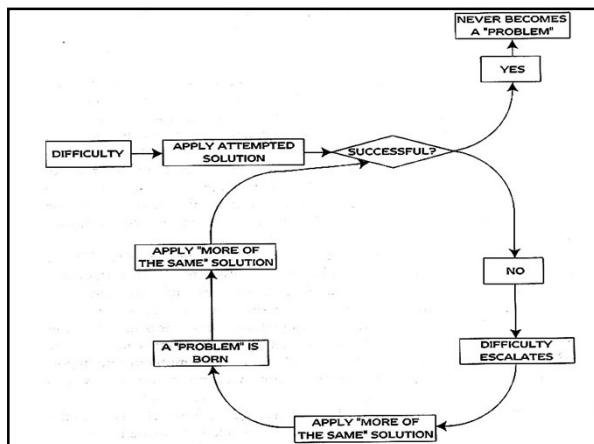 NEVER BECOMES
A "PROBLEM"
YES
DIFFICULTY
APPLY ATTEMPTED
SOLUTION
SUCCESSFUL?
NO
DIFFICULTY
ESCALATES
APPLY "MORE OF
THE SAME" SOLUTION
A "PROBLEM" IS
BORN
APPLY "MORE OF
THE SAME" SOLUTION